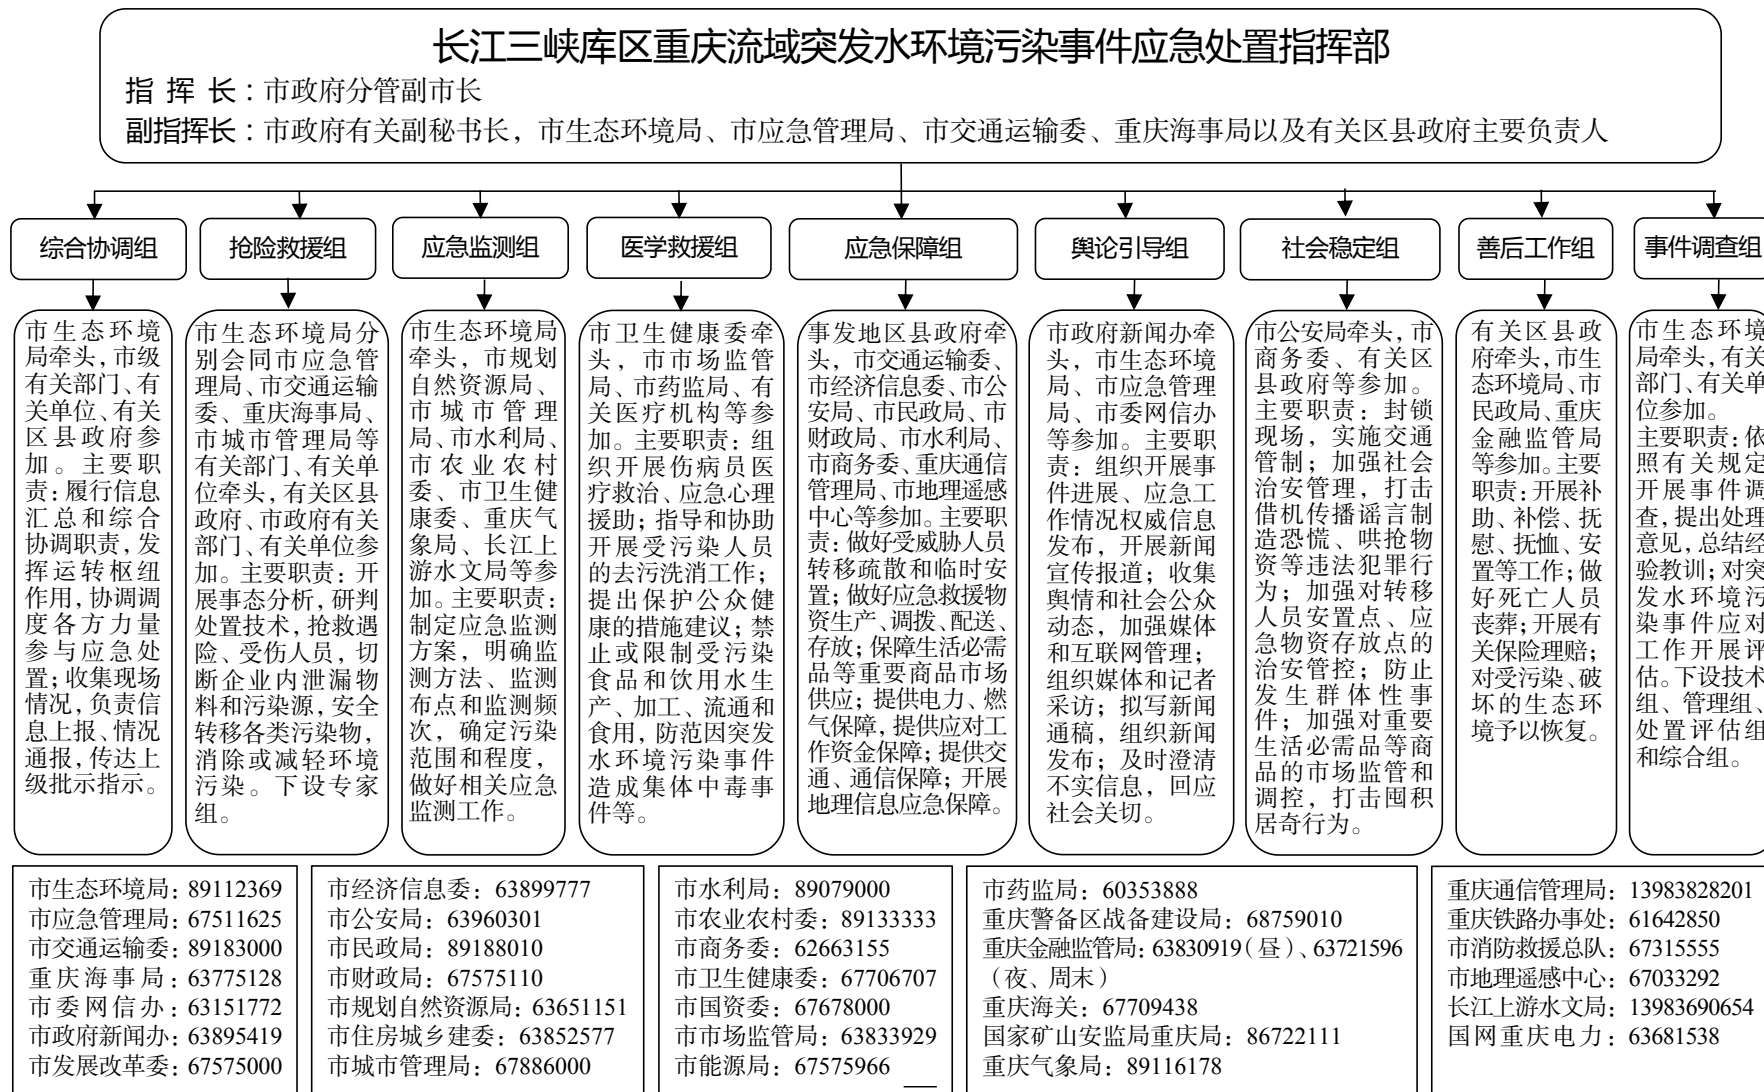 长江三峡库区重庆流域突发水环境污染事件应急处置指挥部
指 挥 长：市政府分管副市长
副指挥长：市政府有关副秘书长，市生态环境局、市应急管理局、市交通运输委、重庆海事局以及有关区县政府主要负责人
综合协调组
抢险救援组
应急监测组
医学救援组
应急保障组
舆论引导组
社会稳定组
善后工作组
事件调查组
市生态环境
局牵头，市级
有关部门、有
关单位、有关
区县政府参
加。主要职
责：履行信息
汇总和综合
协调职责，发
挥运转枢纽
作用，协调调
度各方力量
参与应急处
置；收集现场
情况，负责信
息上报、情况
通报，传达上
级批示指示。
市生态环境局分
别会同市应急管
理局、市交通运输
委、重庆海事局、
市城市管理局等
有关部门、有关单
位牵头，有关区县
政府、市政府有关
部门、有关单位参
加。主要职责：开
展事态分析，研判
处置技术，抢救遇
险、受伤人员，切
断企业内泄漏物
料和污染源，安全
转移各类污染物，
消除或减轻环境
污染。下设专家
组。
市生态环境局
牵头，市规划
自然资源局、
市城市管理
局、市水利局、
市农业农村
委、市卫生健
康委、重庆气
象局、长江上
游水文局等参
加。主要职责：
制定应急监测
方案，明确监
测方法、监测
布点和监测频
次，确定污染
范围和程度，
做好相关应急
监测工作。
市卫生健康委牵
头，市市场监管
局、市药监局、有
关医疗机构等参
加。主要职责：组
织开展伤病员医
疗救治、应急心理
援助；指导和协助
开展受污染人员
的去污洗消工作；
提出保护公众健
康的措施建议；禁
止或限制受污染
食品和饮用水生
产、加工、流通和
食用，防范因突发
水环境污染事件
造成集体中毒事
件等。
事发地区县政府牵
头，市交通运输委、
市经济信息委、市公
安局、市民政局、市
财政局、市水利局、
市商务委、重庆通信
管理局、市地理遥感
中心等参加。主要职
责：做好受威胁人员
转移疏散和临时安
置；做好应急救援物
资生产、调拨、配送、
存放；保障生活必需
品等重要商品市场
供应；提供电力、燃
气保障，提供应对工
作资金保障；提供交
通、通信保障；开展
地理信息应急保障。
市政府新闻办牵
头，市生态环境
局、市应急管理
局、市委网信办
等参加。主要职
责：组织开展事
件进展、应急工
作情况权威信息
发布，开展新闻
宣传报道；收集
舆情和社会公众
动态，加强媒体
和互联网管理；
组织媒体和记者
采访；拟写新闻
通稿，组织新闻
发布；及时澄清
不实信息，回应
社会关切。
市公安局牵头，市
商务委、有关区
县政府等参加。
主要职责：封锁
现场，实施交通
管制；加强社会
治安管理，打击
借机传播谣言制
造恐慌、哄抢物
资等违法犯罪行
为；加强对转移
人员安置点、应
急物资存放点的
治安管控；防止
发生群体性事
件；加强对重要
生活必需品等商
品的市场监管和
调控，打击囤积
居奇行为。
有关区县政
府牵头，市生
态环境局、市
民政局、重庆
金融监管局
等参加。主要
职责：开展补
助、补偿、抚
慰、抚恤、安
置等工作；做
好死亡人员
丧葬；开展有
关保险理赔；
对受污染、破
坏的生态环
境予以恢复。
市生态环境
局牵头，有关
部门、有关单
位参加。
主要职责：依
照有关规定
开展事件调
查，提出处理
意见，总结经
验教训；对突
发水环境污
染事件应对
工作开展评
估。下设技术
组、管理组、
处置评估组
和综合组。
市生态环境局：89112369
市应急管理局：67511625
市交通运输委：89183000
重庆海事局：63775128
市委网信办：63151772
市政府新闻办：63895419
市发展改革委：67575000
市经济信息委：63899777
市公安局：63960301
市民政局：89188010
市财政局：67575110
市规划自然资源局：63651151
市住房城乡建委：63852577
市城市管理局：67886000
市水利局：89079000
市农业农村委：89133333
市商务委：62663155
市卫生健康委：67706707
市国资委：67678000
市市场监管局：63833929
市能源局：67575966
市药监局：60353888
重庆警备区战备建设局：68759010
重庆金融监管局：63830919（昼）、63721596
（夜、周末）
重庆海关：67709438
国家矿山安监局重庆局：86722111
重庆气象局：89116178
重庆通信管理局：13983828201
重庆铁路办事处：61642850
市消防救援总队：67315555
市地理遥感中心：67033292
长江上游水文局：13983690654
国网重庆电力：63681538